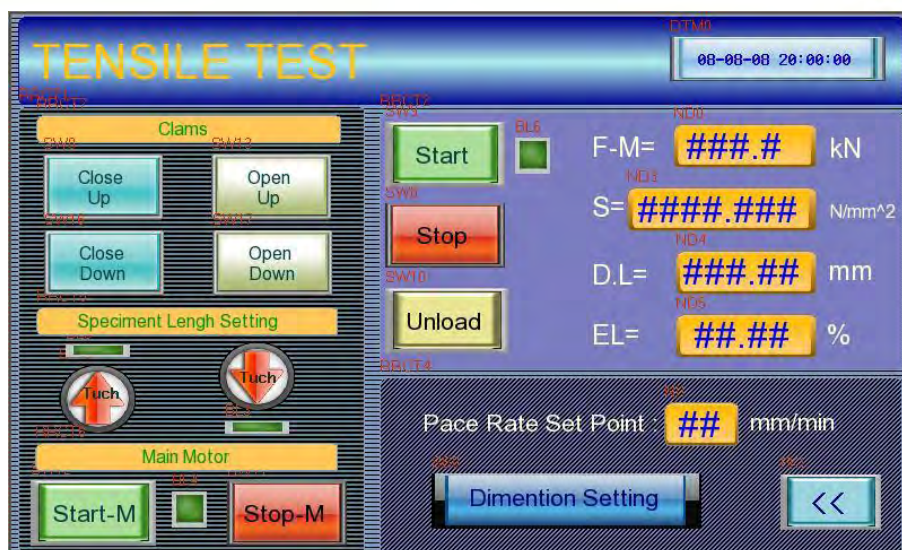 DTM0
TENSILE TEST
08-08-08 20:00:00
Clams
SW8
Close Up
Open Up
Close Down
Open Down
Speciment Lengh Setting
Tuch
Tuch
Main Motor
Start-M
Stop-M
Start
BL6
Stop
SW10
Unload
ND0
F-M= ###.# kN
ND3
S= ####.### N/mm^2
ND4
D.L= ###.## mm
ND5
EL= ##.## %
Pace Rate Set Point : ## mm/min
Dimention Setting
<<